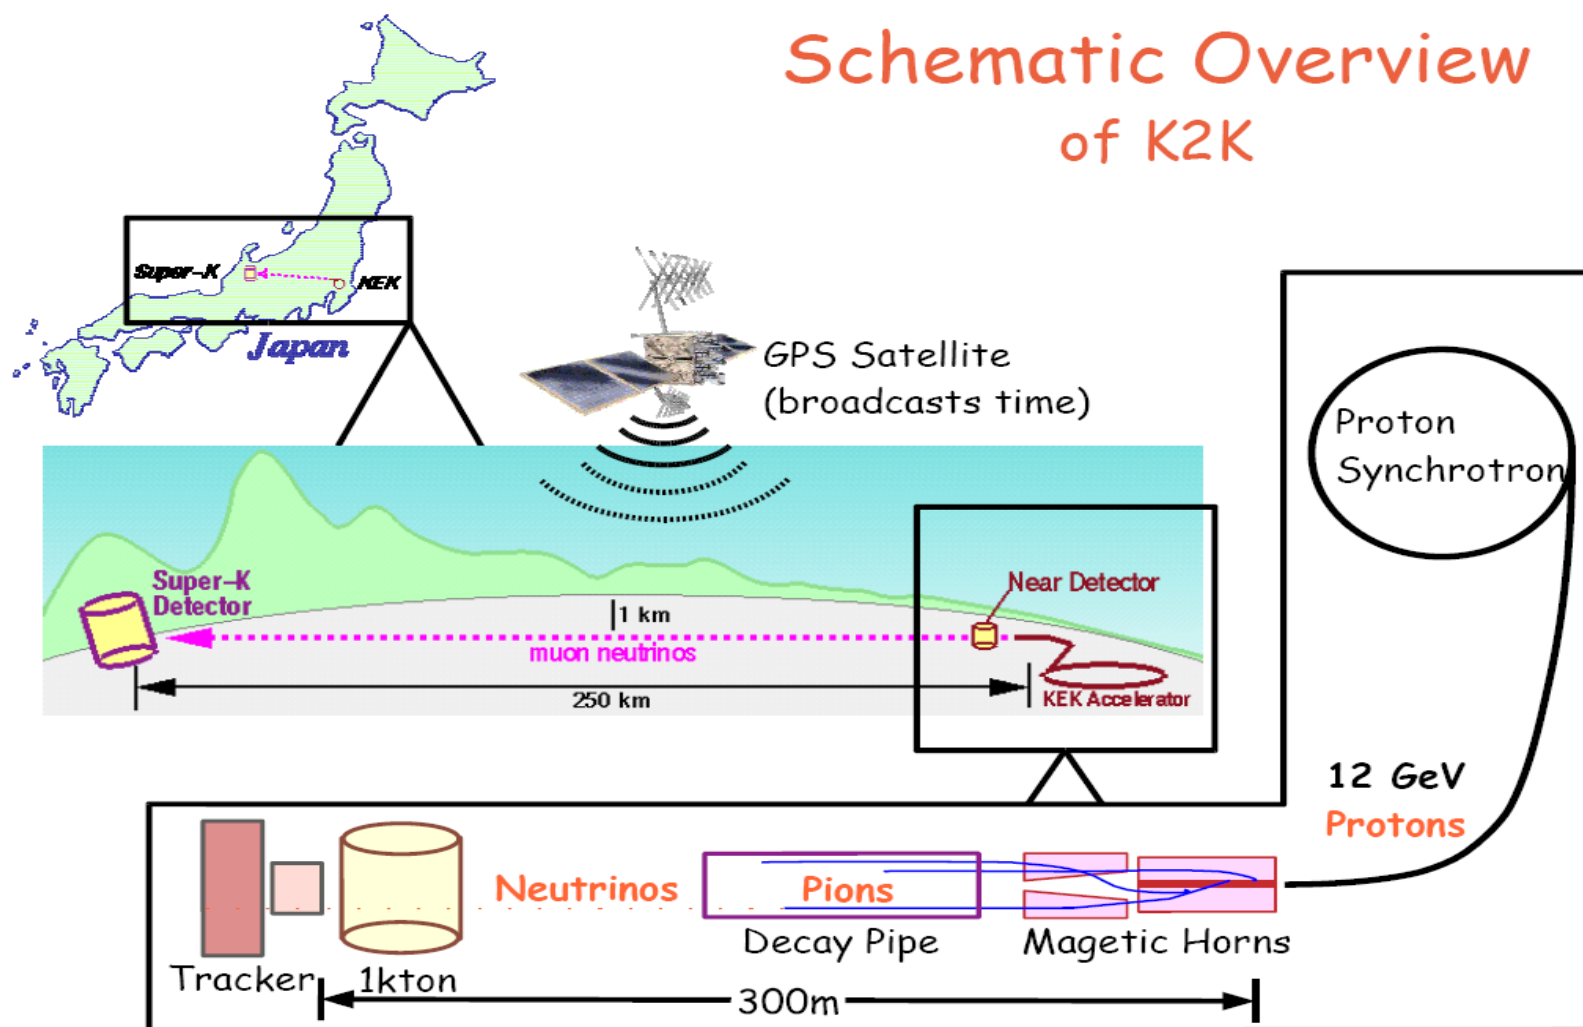 Schematic Overview
of K2K
Super-K
KEK
Japan
GPS Satellite
(broadcasts time)
Proton
Synchrotron
Super-K
Detector
Near Detector
1 km
muon neutrinos
250 km
KEK Accelerator
12 GeV
Protons
Neutrinos
Pions
Decay Pipe
Magetic Horns
Tracker
1kton
300m